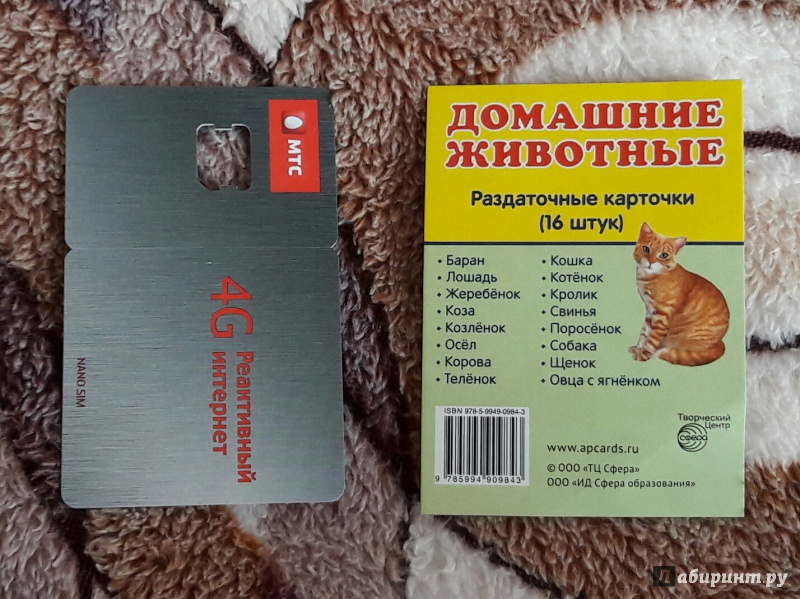 МТС
4G
Реактивный
интернет
NANO SIM
ДОМАШНИЕ
ЖИВОТНЫЕ
Раздаточные карточки
(16 штук)
• Баран
• Лошадь
• Жеребёнок
• Коза
• Козлёнок
• Осёл
• Корова
• Телёнок
• Кошка
• Котёнок
• Кролик
• Свинья
• Поросёнок
• Собака
• Щенок
• Овца с ягнёнком
ISBN 978-5-9949-0984-3
9 785994 909843
Творческий
Центр
сфера
www.apcards.ru
© ООО «ТЦ Сфера»
ООО «ИД Сфера образования»
Лабиринт.ру